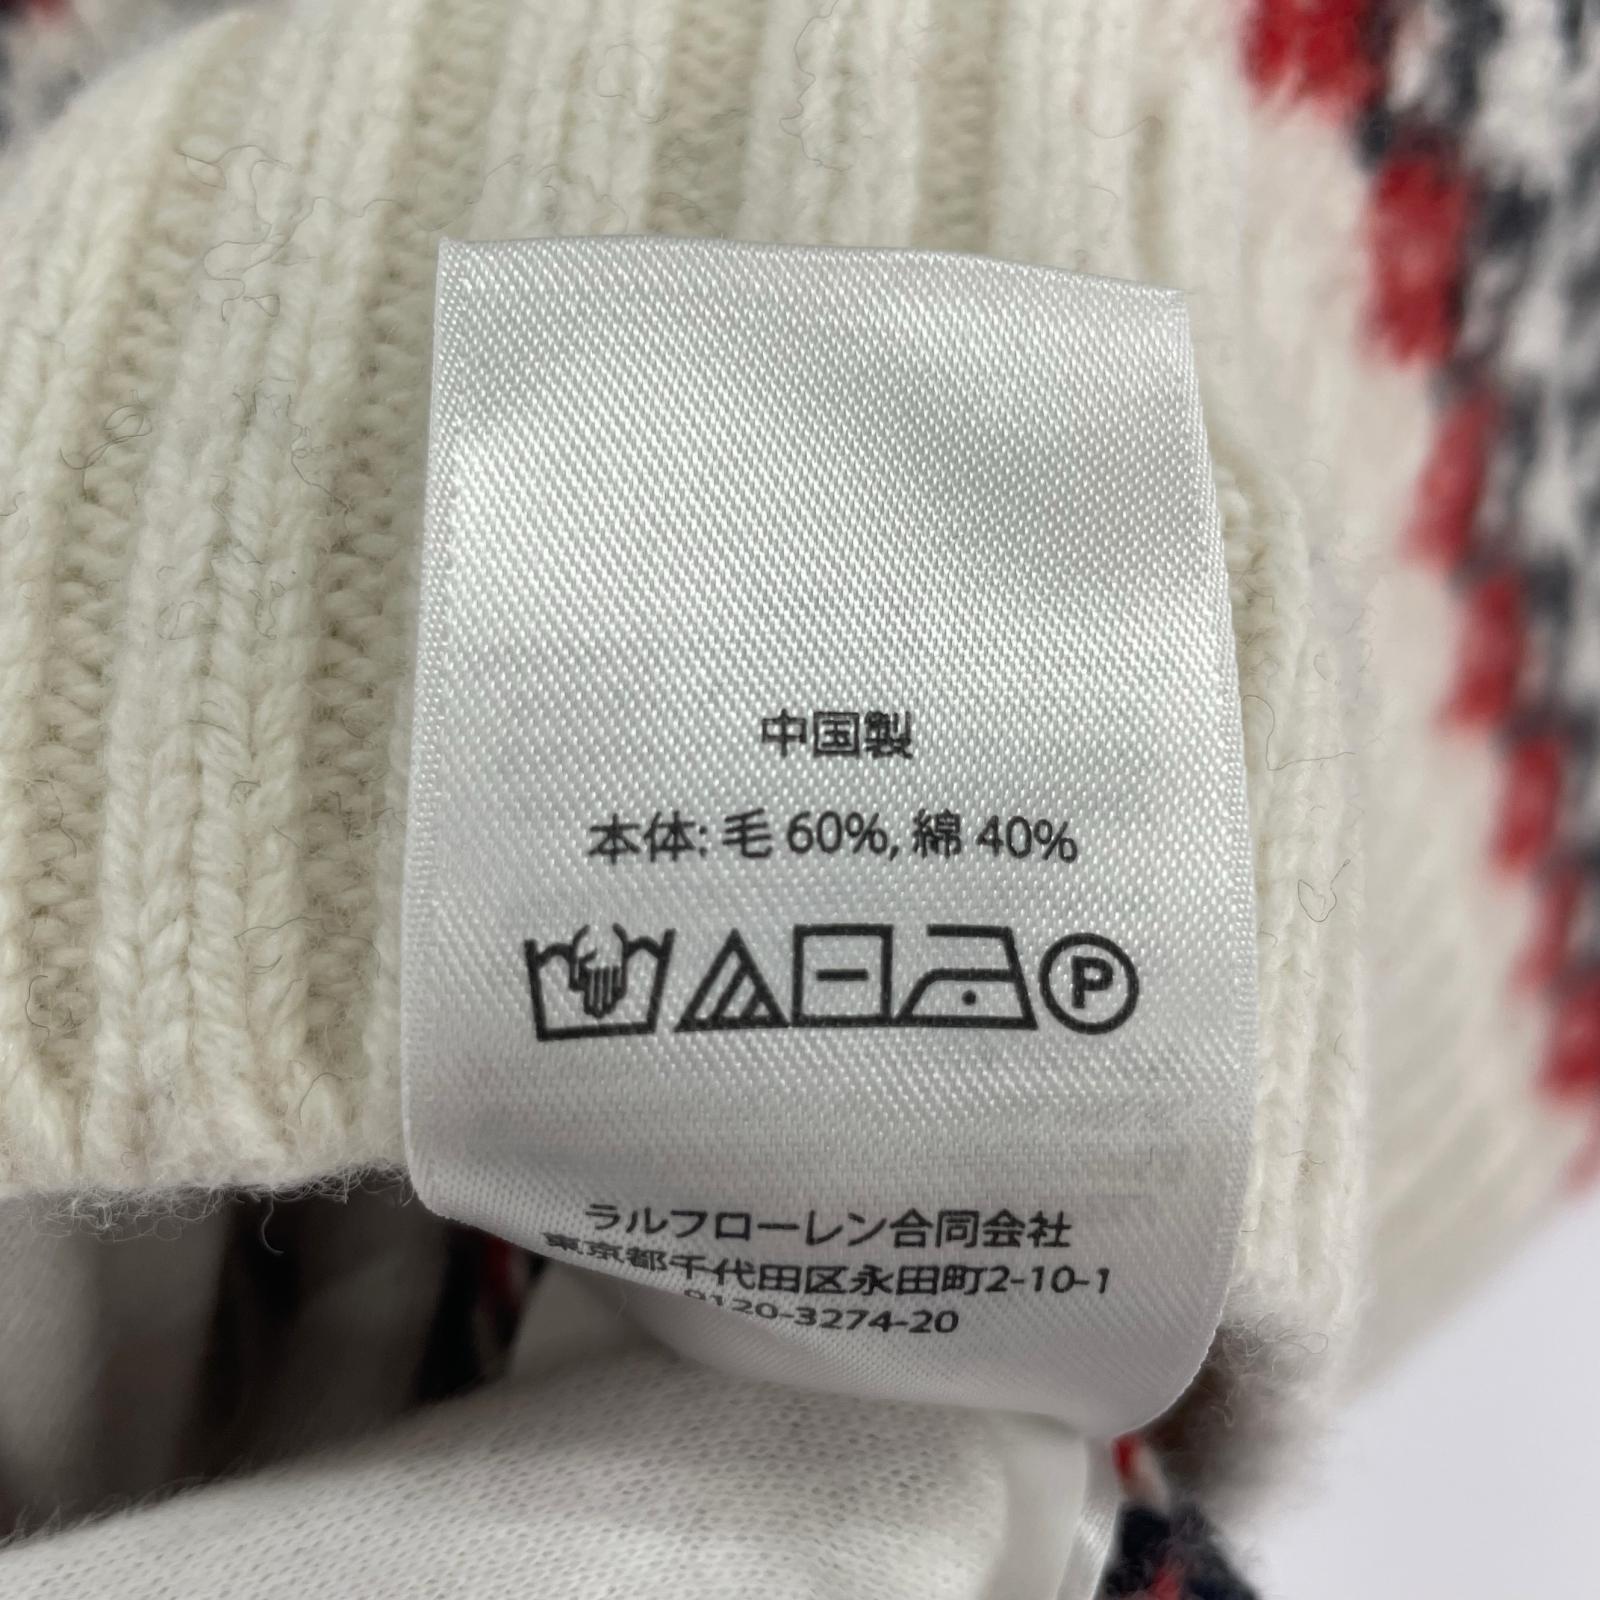 中国製
本体: 毛 60%, 綿 40%
P
ラルフローレン合同会社
東京都千代田区永田町2-10-1
0120-3274-20